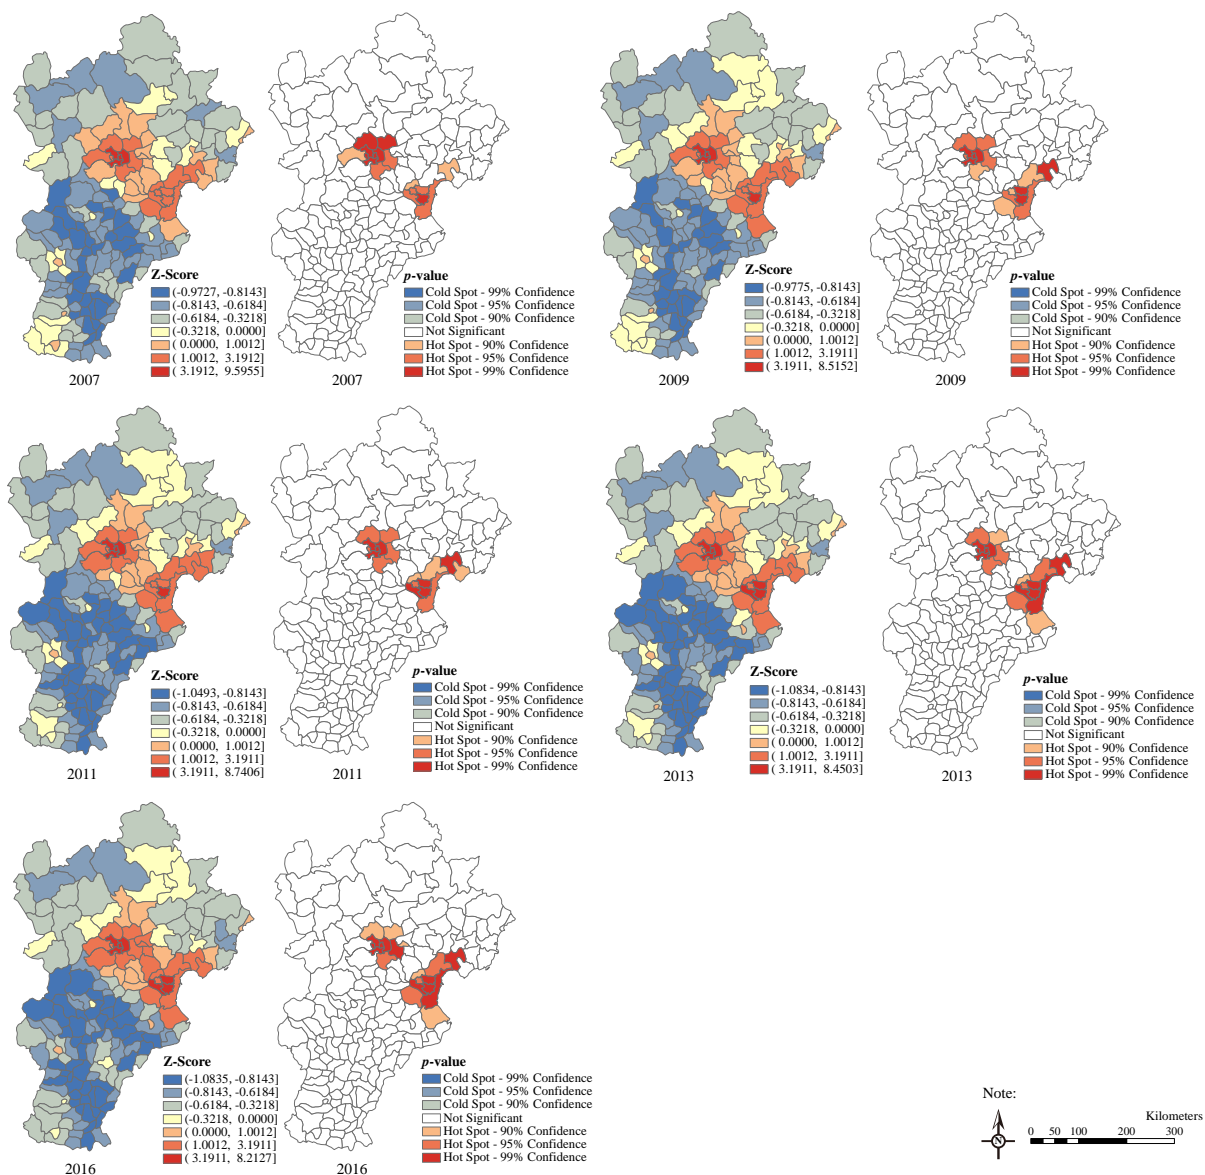 Z-Score
(-0.9727, -0.8143]
(-0.8143, -0.6184]
(-0.6184, -0.3218]
(-0.3218, 0.0000]
( 0.0000, 1.0012]
( 1.0012, 3.1912]
( 3.1912, 9.5955]
2007
p-value
Cold Spot - 99% Confidence
Cold Spot - 95% Confidence
Cold Spot - 90% Confidence
Not Significant
Hot Spot - 90% Confidence
Hot Spot - 95% Confidence
Hot Spot - 99% Confidence
2007
Z-Score
(-0.9775, -0.8143]
(-0.8143, -0.6184]
(-0.6184, -0.3218]
(-0.3218, 0.0000]
( 0.0000, 1.0012]
( 1.0012, 3.1911]
( 3.1911, 8.5152]
2009
p-value
Cold Spot - 99% Confidence
Cold Spot - 95% Confidence
Cold Spot - 90% Confidence
Not Significant
Hot Spot - 90% Confidence
Hot Spot - 95% Confidence
Hot Spot - 99% Confidence
2009
Z-Score
(-1.0493, -0.8143]
(-0.8143, -0.6184]
(-0.6184, -0.3218]
(-0.3218, 0.0000]
( 0.0000, 1.0012]
( 1.0012, 3.1911]
( 3.1911, 8.7406]
2011
p-value
Cold Spot - 99% Confidence
Cold Spot - 95% Confidence
Cold Spot - 90% Confidence
Not Significant
Hot Spot - 90% Confidence
Hot Spot - 95% Confidence
Hot Spot - 99% Confidence
2011
Z-Score
(-1.0834, -0.8143]
(-0.8143, -0.6184]
(-0.6184, -0.3218]
(-0.3218, 0.0000]
( 0.0000, 1.0012]
( 1.0012, 3.1911]
( 3.1911, 8.4503]
2013
p-value
Cold Spot - 99% Confidence
Cold Spot - 95% Confidence
Cold Spot - 90% Confidence
Not Significant
Hot Spot - 90% Confidence
Hot Spot - 95% Confidence
Hot Spot - 99% Confidence
2013
Z-Score
(-1.0835, -0.8143]
(-0.8143, -0.6184]
(-0.6184, -0.3218]
(-0.3218, 0.0000]
( 0.0000, 1.0012]
( 1.0012, 3.1911]
( 3.1911, 8.2127]
2016
p-value
Cold Spot - 99% Confidence
Cold Spot - 95% Confidence
Cold Spot - 90% Confidence
Not Significant
Hot Spot - 90% Confidence
Hot Spot - 95% Confidence
Hot Spot - 99% Confidence
2016
Note:
N
Kilometers
0 50 100 200 300